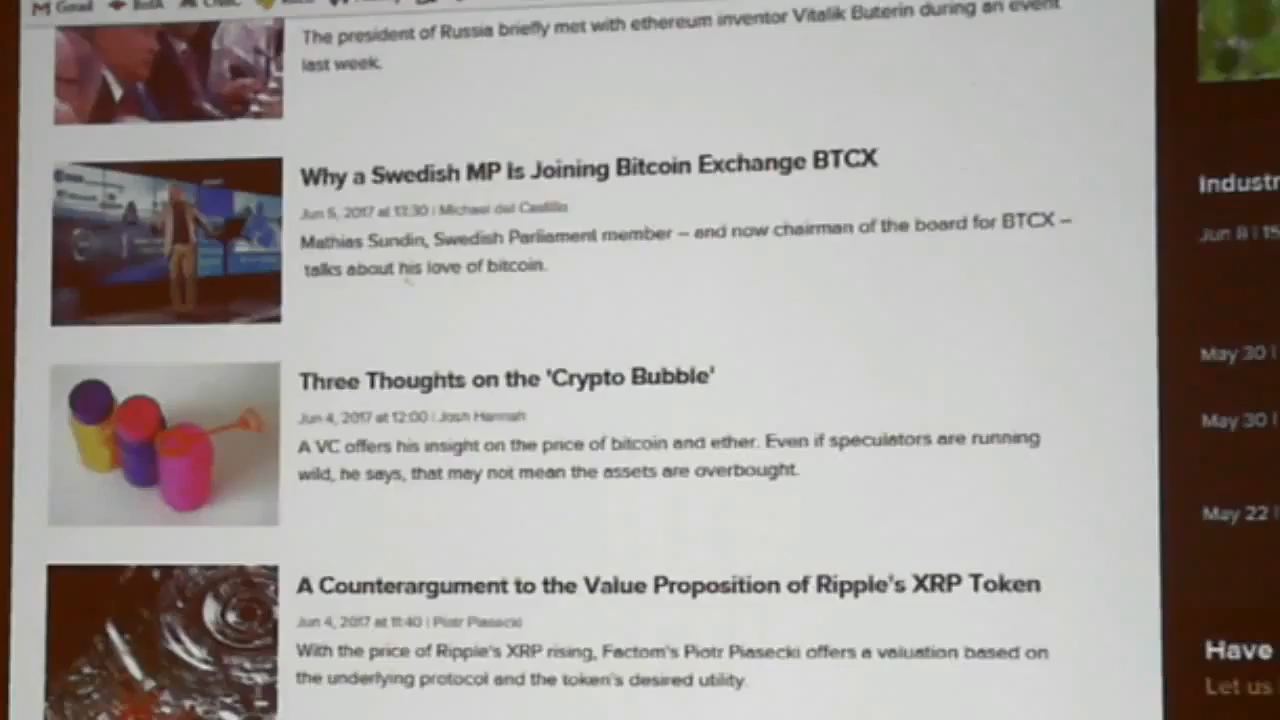 Gmail
The president of Russia briefly met with ethereum inventor Vitalik Buterin during an event
last week.
Why a Swedish MP Is Joining Bitcoin Exchange BTCX
Jun 5, 2017 at 13:30 | Michael del Castillo
Mathias Sundin, Swedish Parliament member – and now chairman of the board for BTCX –
talks about his love of bitcoin.
Three Thoughts on the 'Crypto Bubble'
Jun 4, 2017 at 12:00 | Josh Hannah
A VC offers his insight on the price of bitcoin and ether. Even if speculators are running
wild, he says, that may not mean the assets are overbought.
A Counterargument to the Value Proposition of Ripple's XRP Token
Jun 4, 2017 at 11:40 | Piotr Piasecki
With the price of Ripple's XRP rising, Factom's Piotr Piasecki offers a valuation based on
the underlying protocol and the token's desired utility.
Industr
Jun 8 | 15
May 30 |
May 30 |
May 22 |
Have
Let us